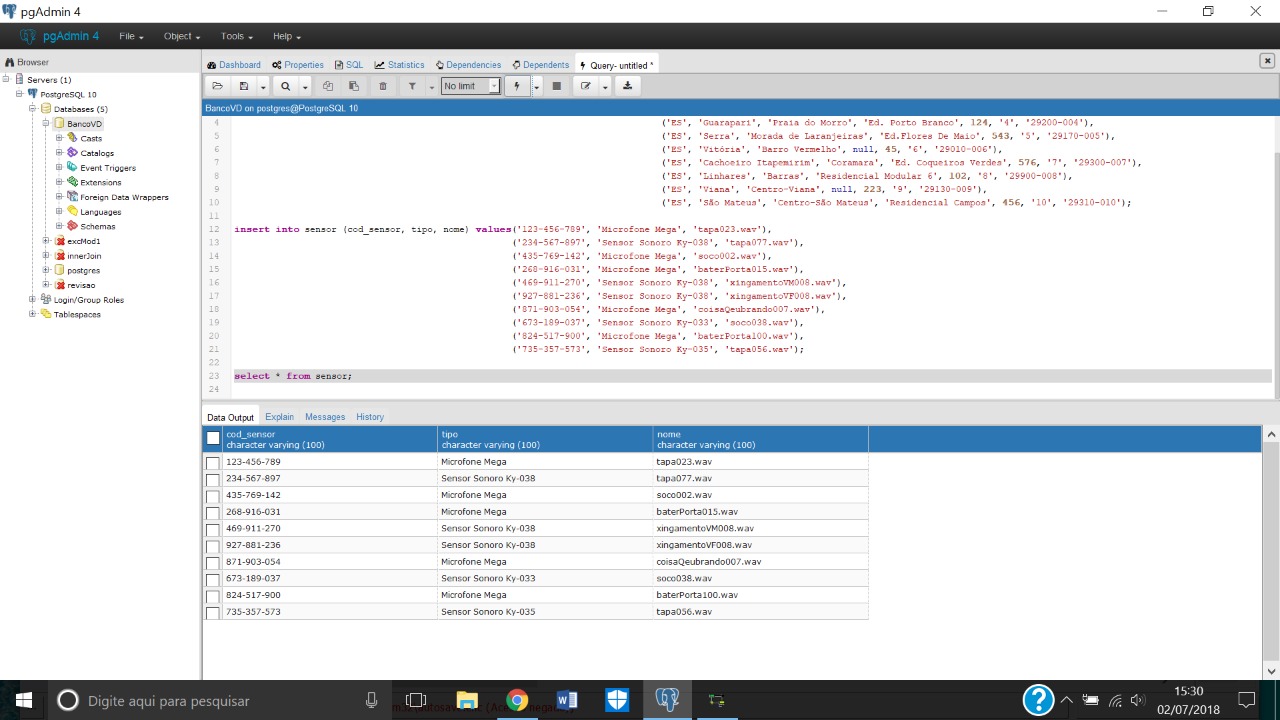 pgAdmin 4
pgAdmin 4 File Object Tools Help
Browser
Dashboard Properties SQL Statistics Dependencies Dependents Query- untitled *
Servers (1)
PostgreSQL 10
Databases (5)
BancoVD
Casts
Catalogs
Event Triggers
Extensions
Foreign Data Wrappers
Languages
Schemas
excMod1
innerJoin
postgres
revisao
Login/Group Roles
Tablespaces
No limit
BancoVD on postgres@PostgreSQL 10
4 ('ES', 'Guarapari', 'Praia do Morro', 'Ed. Porto Branco', 124, '4', '29200-004'),
5 ('ES', 'Serra', 'Morada de Laranjeiras', 'Ed.Flores De Maio', 543, '5', '29170-005'),
6 ('ES', 'Vitória', 'Barro Vermelho', null, 45, '6', '29010-006'),
7 ('ES', 'Cachoeiro Itapemirim', 'Coramara', 'Ed. Coqueiros Verdes', 576, '7', '29300-007'),
8 ('ES', 'Linhares', 'Barras', 'Residencial Modular 6', 102, '8', '29900-008'),
9 ('ES', 'Viana', 'Centro-Viana', null, 223, '9', '29130-009'),
10 ('ES', 'São Mateus', 'Centro-São Mateus', 'Residencial Campos', 456, '10', '29310-010');
11
12 insert into sensor (cod_sensor, tipo, nome) values('123-456-789', 'Microfone Mega', 'tapa023.wav'),
13 ('234-567-897', 'Sensor Sonoro Ky-038', 'tapa077.wav'),
14 ('435-769-142', 'Microfone Mega', 'soco002.wav'),
15 ('268-916-031', 'Microfone Mega', 'baterPorta015.wav'),
16 ('469-911-270', 'Sensor Sonoro Ky-038', 'xingamentoVM008.wav'),
17 ('927-881-236', 'Sensor Sonoro Ky-038', 'xingamentoVF008.wav'),
18 ('871-903-054', 'Microfone Mega', 'coisaQeubrando007.wav'),
19 ('673-189-037', 'Sensor Sonoro Ky-033', 'soco038.wav'),
20 ('824-517-900', 'Microfone Mega', 'baterPorta100.wav'),
21 ('735-357-573', 'Sensor Sonoro Ky-035', 'tapa056.wav');
22
23 select * from sensor;
24
Data Output Explain Messages History
cod_sensor tipo nome
character varying (100) character varying (100) character varying (100)
123-456-789 Microfone Mega tapa023.wav
234-567-897 Sensor Sonoro Ky-038 tapa077.wav
435-769-142 Microfone Mega soco002.wav
268-916-031 Microfone Mega baterPorta015.wav
469-911-270 Sensor Sonoro Ky-038 xingamentoVM008.wav
927-881-236 Sensor Sonoro Ky-038 xingamentoVF008.wav
871-903-054 Microfone Mega coisaQeubrando007.wav
673-189-037 Sensor Sonoro Ky-033 soco038.wav
824-517-900 Microfone Mega baterPorta100.wav
735-357-573 Sensor Sonoro Ky-035 tapa056.wav
Digite aqui para pesquisar
15:30
02/07/2018